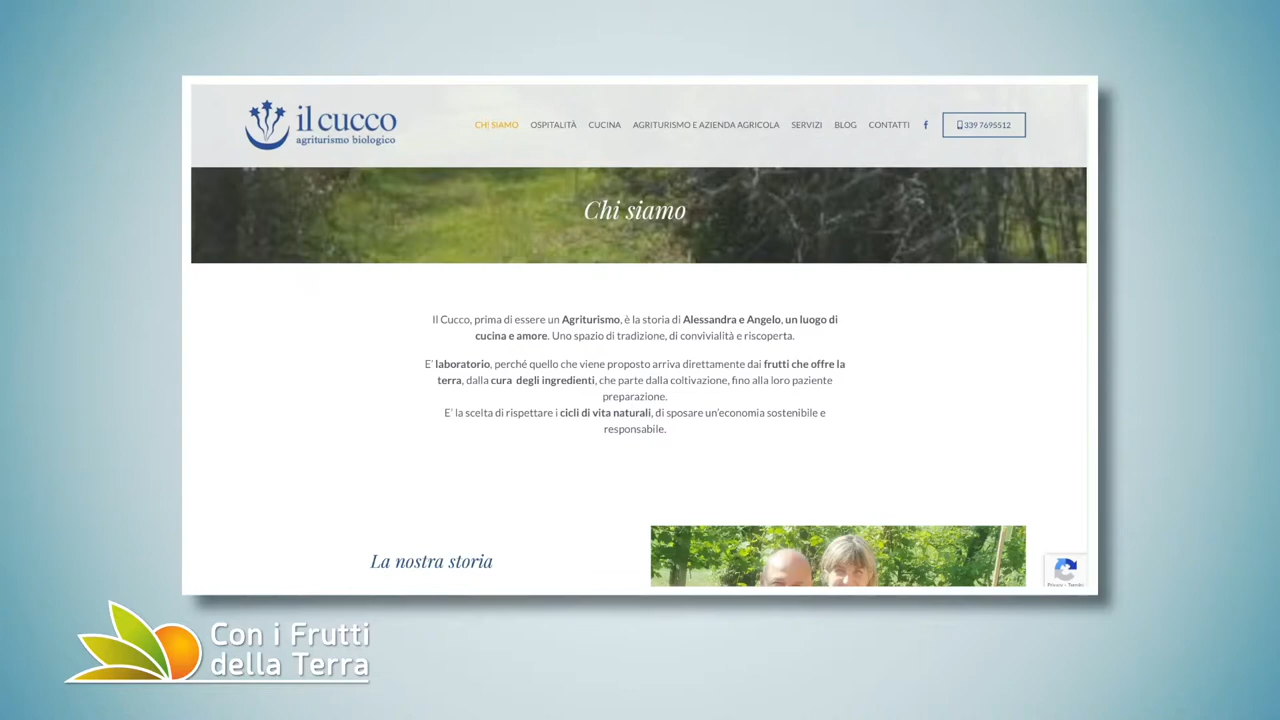 il cucco
agriturismo biologico
CHI SIAMO OSPITALITÀ CUCINA AGRITURISMO E AZIENDA AGRICOLA SERVIZI BLOG CONTATTI f 339 7695512
Chi siamo
Il Cucco, prima di essere un Agriturismo, è la storia di Alessandra e Angelo, un luogo di
cucina e amore. Uno spazio di tradizione, di convivialità e riscoperta.
E' laboratorio, perché quello che viene proposto arriva direttamente dai frutti che offre la
terra, dalla cura degli ingredienti, che parte dalla coltivazione, fino alla loro paziente
preparazione.
E' la scelta di rispettare i cicli di vita naturali, di sposare un'economia sostenibile e
responsabile.
La nostra storia
Privacy - Termini
Con i Frutti
della Terra